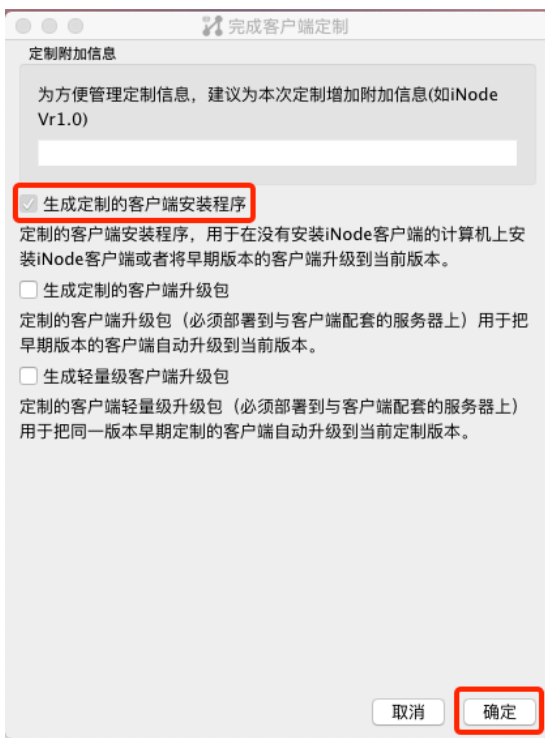 完成客户端定制
定制附加信息
为方便管理定制信息，建议为本次定制增加附加信息(如iNode
Vr1.0)
生成定制的客户端安装程序
定制的客户端安装程序，用于在没有安装iNode客户端的计算机上安
装iNode客户端或者将早期版本的客户端升级到当前版本。
生成定制的客户端升级包
定制的客户端升级包（必须部署到与客户端配套的服务器上）用于把
早期版本的客户端自动升级到当前版本。
生成轻量级客户端升级包
定制的客户端轻量级升级包（必须部署到与客户端配套的服务器上）
用于把同一版本早期定制的客户端自动升级到当前定制版本。
取消 确定